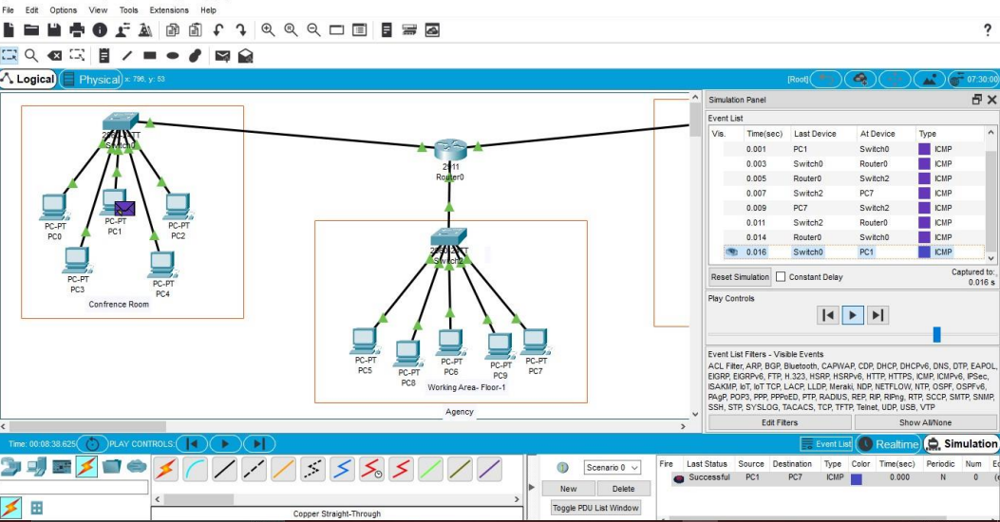 File Edit Options View Tools Extensions Help
?
Logical Physical x: 796, y: 53 [Root] 07:30:00
2960-24TT
Switch0
PC-PT
PC0
PC-PT
PC1
PC-PT
PC2
PC-PT
PC3
PC-PT
PC4
Confrence Room
2911
Router0
2960-24TT
Switch2
PC-PT
PC5
PC-PT
PC8
PC-PT
PC6
PC-PT
PC9
PC-PT
PC7
Working Area- Floor-1
Agency
Simulation Panel
Event List
Vis. Time(sec) Last Device At Device Type
0.001 PC1 Switch0 ICMP
0.003 Switch0 Router0 ICMP
0.005 Router0 Switch2 ICMP
0.007 Switch2 PC7 ICMP
0.009 PC7 Switch2 ICMP
0.011 Switch2 Router0 ICMP
0.014 Router0 Switch0 ICMP
0.016 Switch0 PC1 ICMP
Reset Simulation Constant Delay Captured to:
0.016 s
Play Controls
Event List Filters - Visible Events
ACL Filter, ARP, BGP, Bluetooth, CAPWAP, CDP, DHCP, DHCPv6, DNS, DTP, EAPOL,
EIGRP, EIGRPv6, FTP, H.323, HSRP, HSRPv6, HTTP, HTTPS, ICMP, ICMPv6, IPSec,
ISAKMP, IoT, IoT TCP, LACP, LLDP, Meraki, NDP, NETFLOW, NTP, OSPF, OSPFv6,
PAgP, POP3, PPP, PPPoED, PTP, RADIUS, REP, RIP, RIPng, RTP, SCCP, SMTP, SNMP,
SSH, STP, SYSLOG, TACACS, TCP, TFTP, Telnet, UDP, USB, VTP
Edit Filters Show All/None
Time: 00:08:38.625 PLAY CONTROLS: Event List Realtime Simulation
Copper Straight-Through
Scenario 0
New Delete
Toggle PDU List Window
Fire Last Status Source Destination Type Color Time(sec) Periodic Num
Successful PC1 PC7 ICMP 0.000 N 0